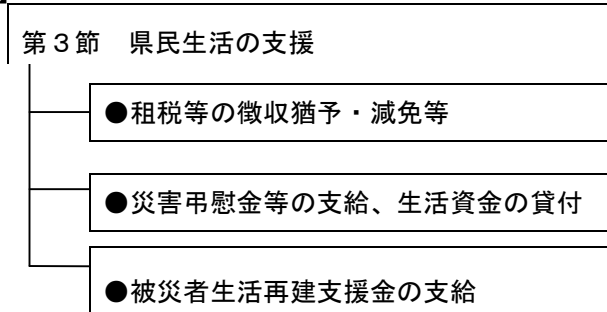 第３節　県民生活の支援
●租税等の徴収猶予・減免等
●災害弔慰金等の支給、生活資金の貸付
●被災者生活再建支援金の支給